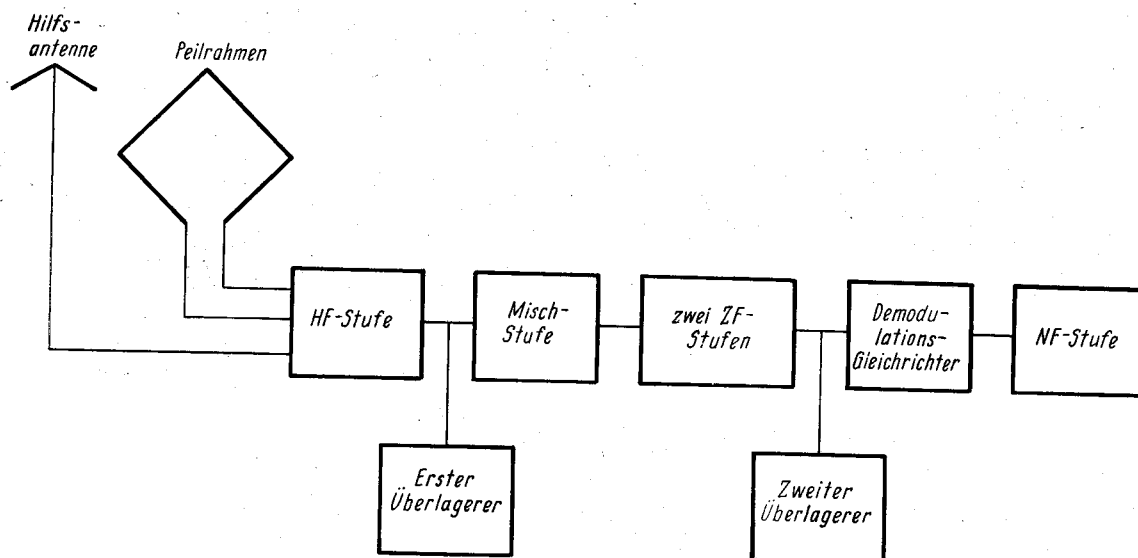 Hilfs-
antenne
Peilrahmen
HF-Stufe
Misch-
Stufe
zwei ZF-
Stufen
Demodu-
lations-
Gleichrichter
NF-Stufe
Erster
Überlagerer
Zweiter
Überlagerer